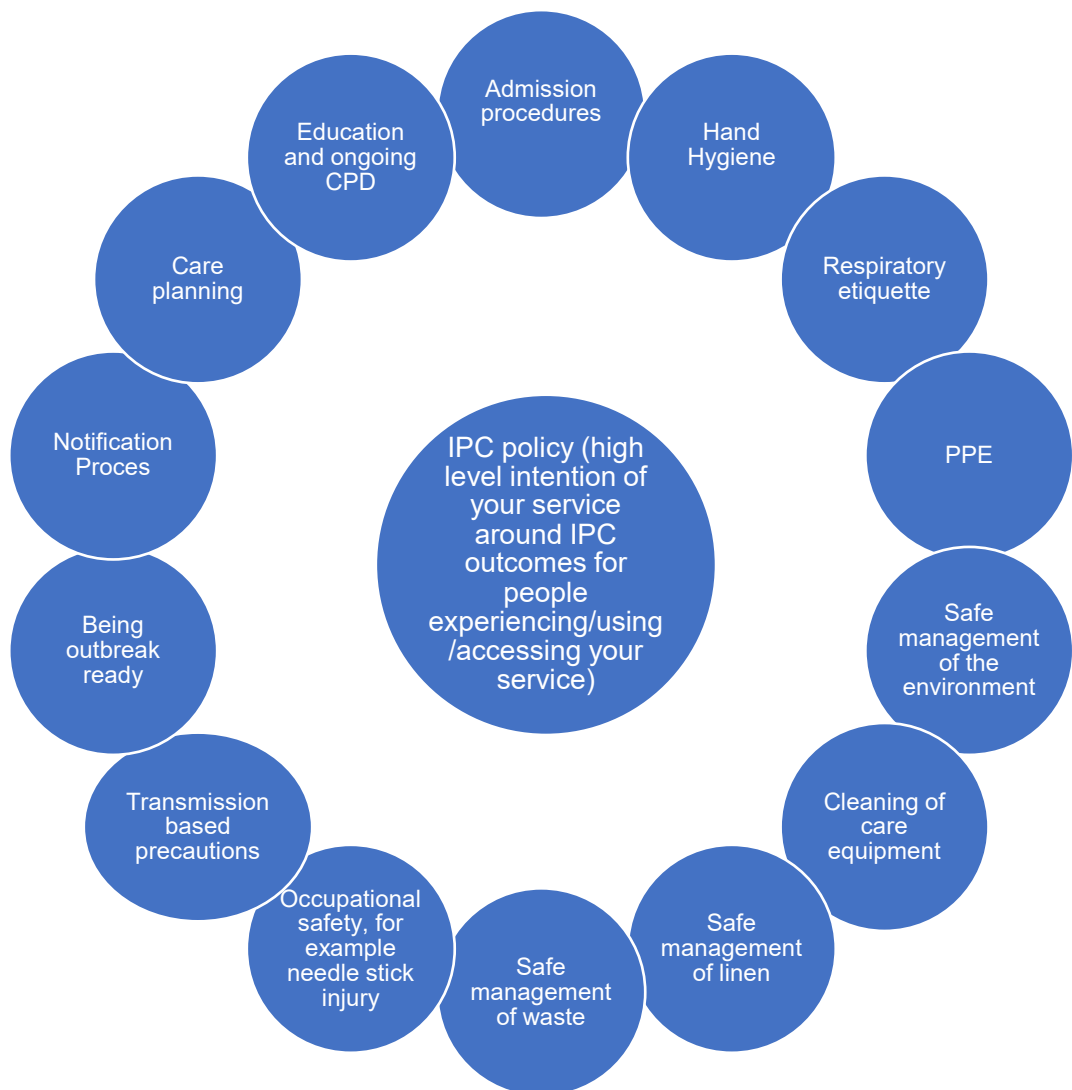 Admission
procedures
Hand
Hygiene
Respiratory
etiquette
PPE
Safe
management
of the
environment
Cleaning of
care
equipment
Safe
management
of linen
Safe
management
of waste
Occupational
safety, for
example
needle stick
injury
Transmission
based
precautions
Being
outbreak
ready
Notification
Proces
Care
planning
Education
and ongoing
CPD
IPC policy (high
level intention of
your service
around IPC
outcomes for
people
experiencing/using
/accessing your
service)